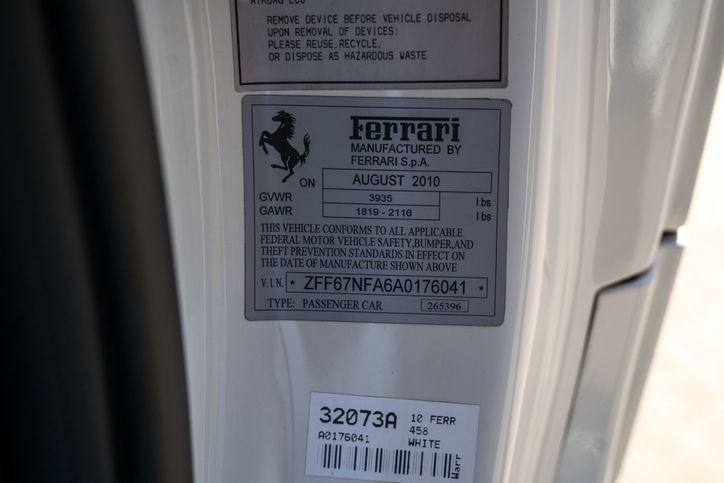 AIRBAG ECU
REMOVE DEVICE BEFORE VEHICLE DISPOSAL
UPON REMOVAL OF DEVICES:
PLEASE REUSE,RECYCLE,
OR DISPOSE AS HAZARDOUS WASTE
Ferrari
MANUFACTURED BY
FERRARI S.p.A.
ON AUGUST 2010
GVWR 3935 lbs
GAWR 1819 - 2116 lbs
THIS VEHICLE CONFORMS TO ALL APPLICABLE
FEDERAL MOTOR VEHICLE SAFETY,BUMPER,AND
THEFT PREVENTION STANDARDS IN EFFECT ON
THE DATE OF MANUFACTURE SHOWN ABOVE
V.I.N. * ZFF67NFA6A0176041 *
TYPE: PASSENGER CAR 265396
32073A 10 FERR
A0176041 458
WHITE
Warr